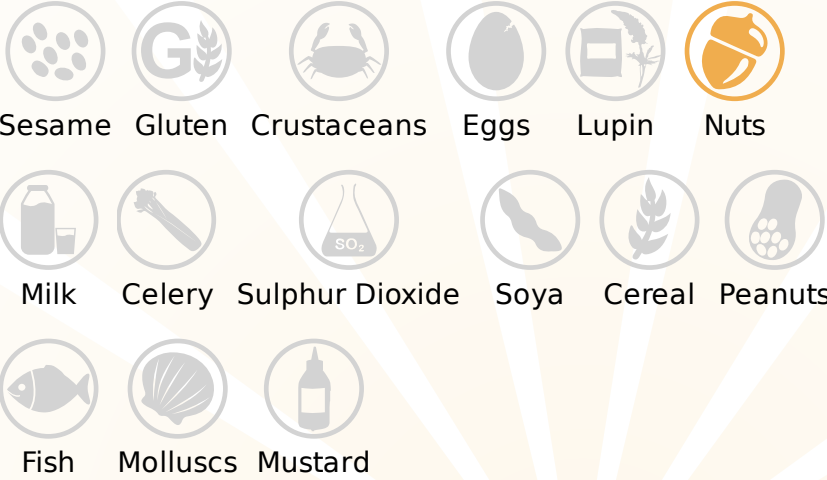 G
Sesame Gluten Crustaceans Eggs Lupin Nuts
SO₂
Milk Celery Sulphur Dioxide Soya Cereal Peanuts
Fish Molluscs Mustard